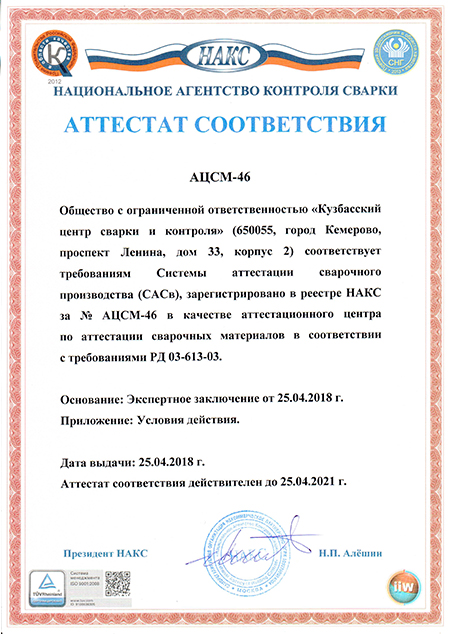 НАКС
СНГ
2012
НАЦИОНАЛЬНОЕ АГЕНТСТВО КОНТРОЛЯ СВАРКИ
АТТЕСТАТ СООТВЕТСТВИЯ
АЦСМ-46
Общество с ограниченной ответственностью «Кузбасский
центр сварки и контроля» (650055, город Кемерово,
проспект Ленина, дом 33, корпус 2) соответствует
требованиям Системы аттестации сварочного
производства (САСв), зарегистрировано в реестре НАКС
за № АЦСМ-46 в качестве аттестационного центра
по аттестации сварочных материалов в соответствии
с требованиями РД 03-613-03.
Основание: Экспертное заключение от 25.04.2018 г.
Приложение: Условия действия.
Дата выдачи: 25.04.2018 г.
Аттестат соответствия действителен до 25.04.2021 г.
Президент НАКС
Н.П. Алёшин
МОСКВА
Система
менеджмента
ISO 9001:2008
TÜVRheinland
iiw